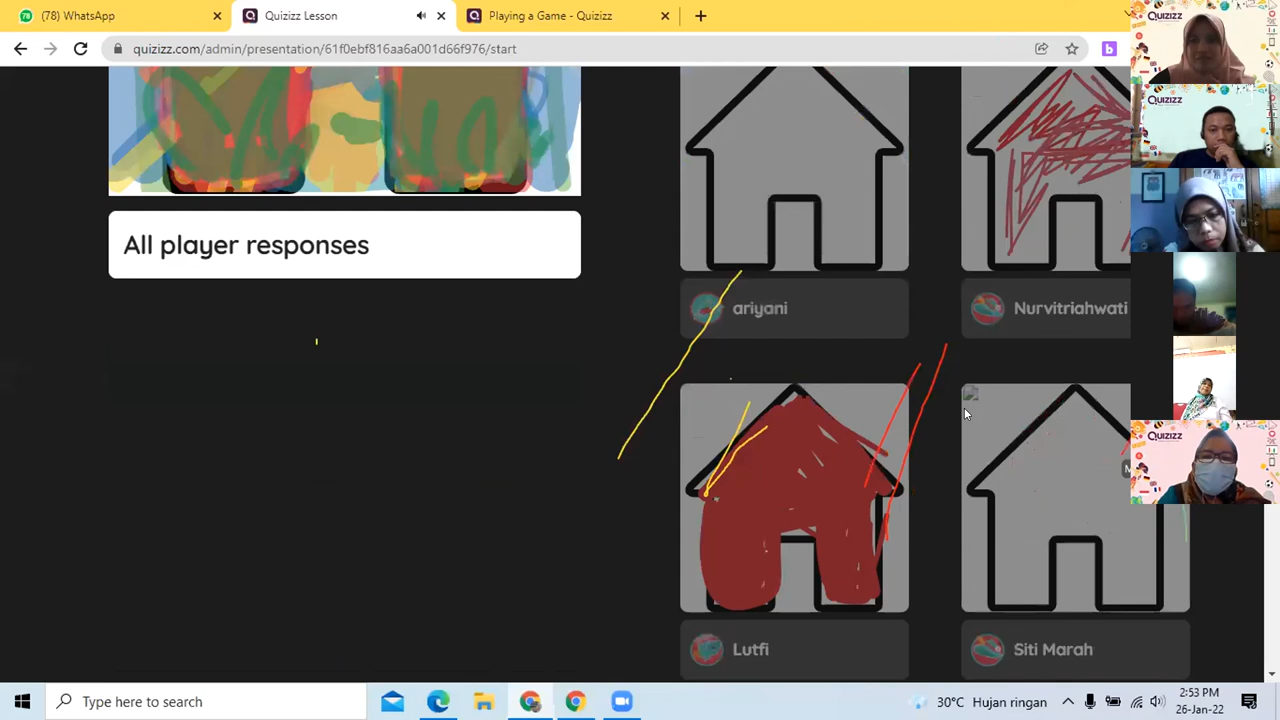 (78) WhatsApp
Quizizz Lesson
Playing a Game - Quizizz
quizizz.com/admin/presentation/61f0ebf816aa6a001d66f976/start
b
QUIZIZZ
QUIZIZZ
All player responses
ariyani
Nurvitriahwati
Lutfi
Siti Marah
QUIZIZZ
Type here to search
30°C Hujan ringan
2:53 PM
26-Jan-22